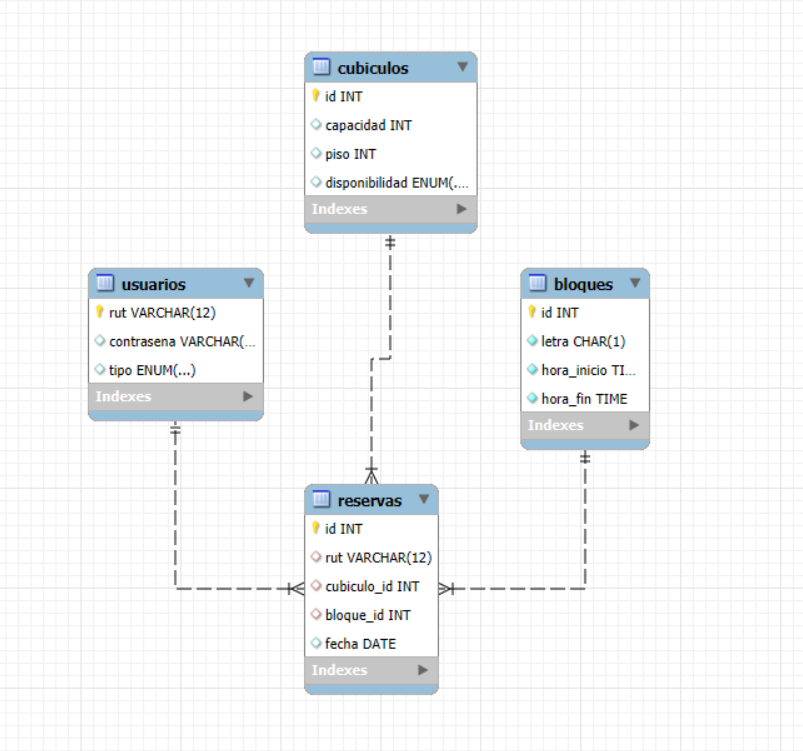 cubiculos
id INT
capacidad INT
piso INT
disponibilidad ENUM(....
Indexes
usuarios
rut VARCHAR(12)
contrasena VARCHAR(...
tipo ENUM(...)
Indexes
bloques
id INT
letra CHAR(1)
hora_inicio TI...
hora_fin TIME
Indexes
reservas
id INT
rut VARCHAR(12)
cubiculo_id INT
bloque_id INT
fecha DATE
Indexes